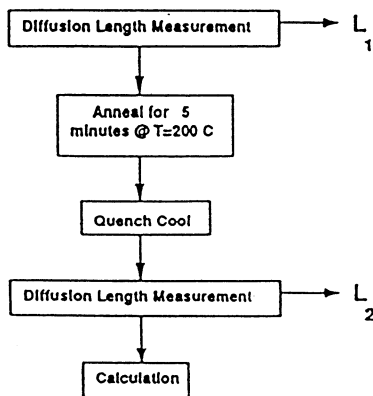 Diffusion Length Measurement
L
1
Anneal for 5
minutes @ T=200 C
Quench Cool
Diffusion Length Measurement
L
2
Calculation